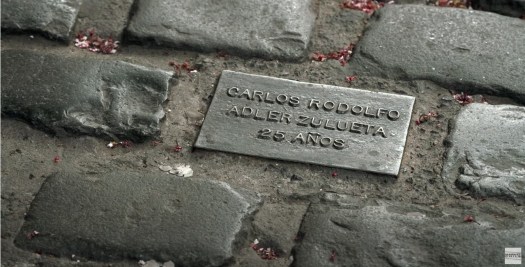 CARLOS RODOLFO
ADLER ZULUETA
25 AÑOS